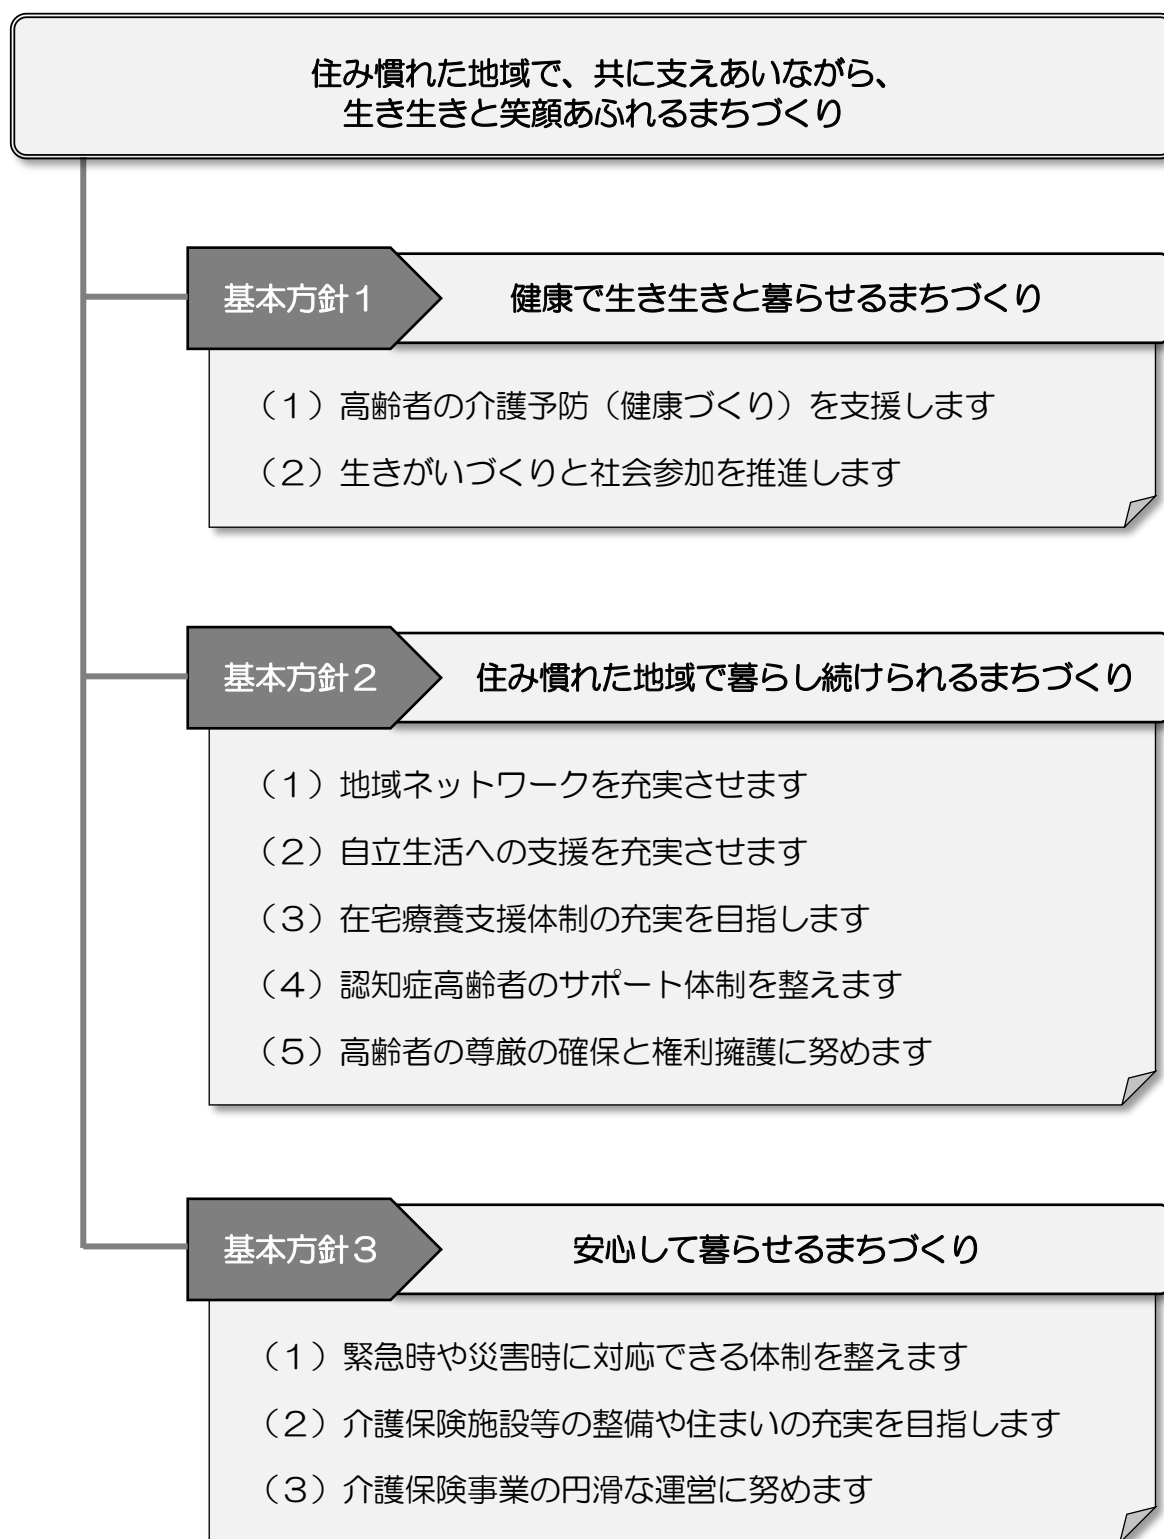 住み慣れた地域で、共に支えあいながら、
生き生きと笑顔あふれるまちづくり
基本方針１
健康で生き生きと暮らせるまちづくり
（１）高齢者の介護予防（健康づくり）を支援します
（２）生きがいづくりと社会参加を推進します
基本方針２
住み慣れた地域で暮らし続けられるまちづくり
（１）地域ネットワークを充実させます
（２）自立生活への支援を充実させます
（３）在宅療養支援体制の充実を目指します
（４）認知症高齢者のサポート体制を整えます
（５）高齢者の尊厳の確保と権利擁護に努めます
基本方針３
安心して暮らせるまちづくり
（１）緊急時や災害時に対応できる体制を整えます
（２）介護保険施設等の整備や住まいの充実を目指します
（３）介護保険事業の円滑な運営に努めます